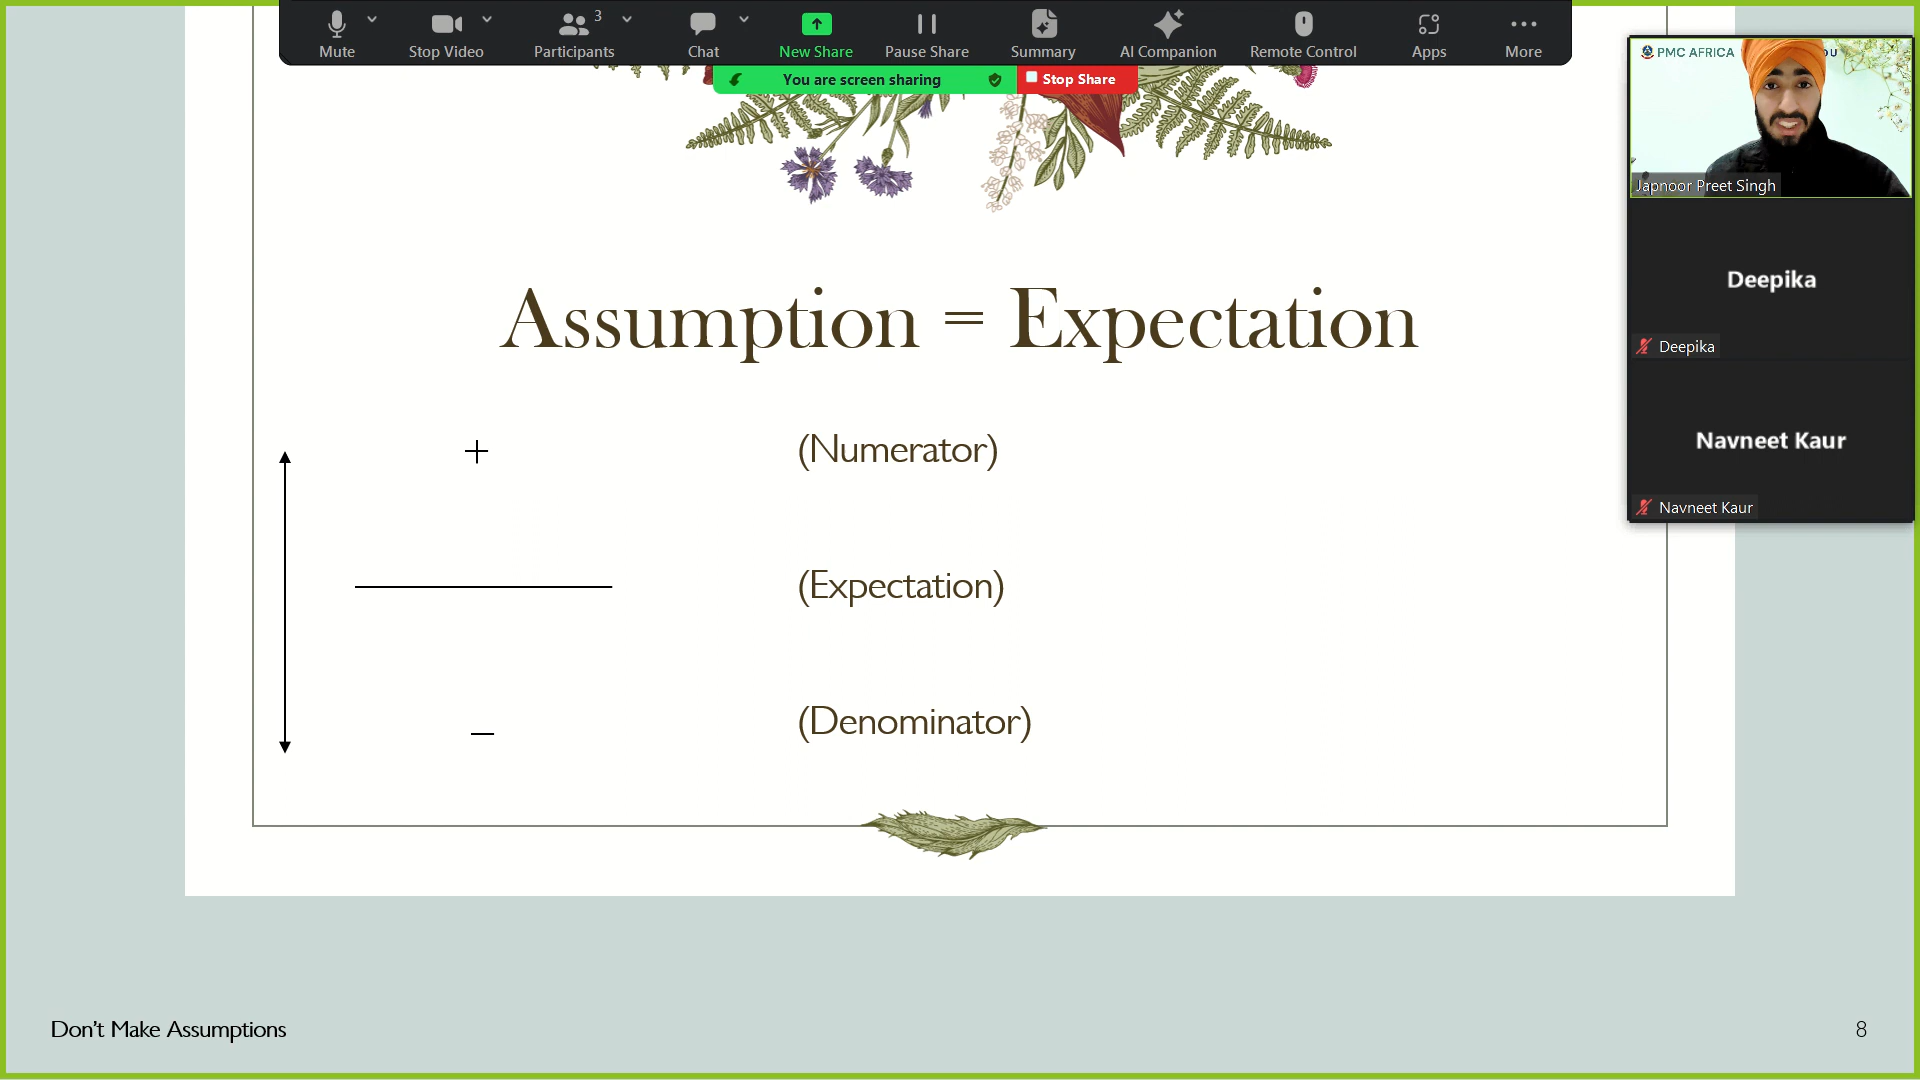 Mute
Stop Video
Participants
3
Chat
New Share
Pause Share
Summary
AI Companion
Remote Control
Apps
More
You are screen sharing
Stop Share
PMC AFRICA
OU
Japnoor Preet Singh
Deepika
Deepika
Navneet Kaur
Navneet Kaur
Assumption = Expectation
+ (Numerator)
(Expectation)
– (Denominator)
Don't Make Assumptions
8